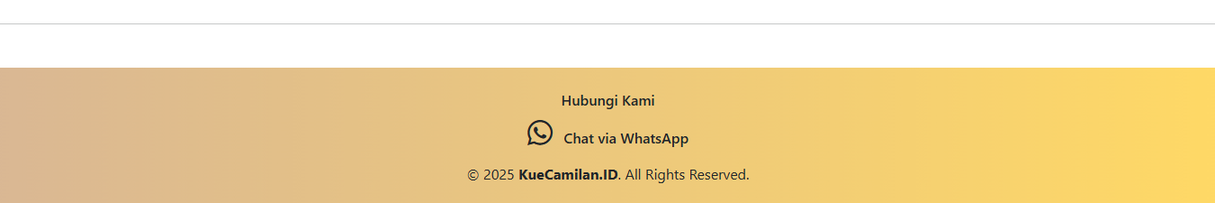 Hubungi Kami
Chat via WhatsApp
© 2025 KueCamilan.ID. All Rights Reserved.